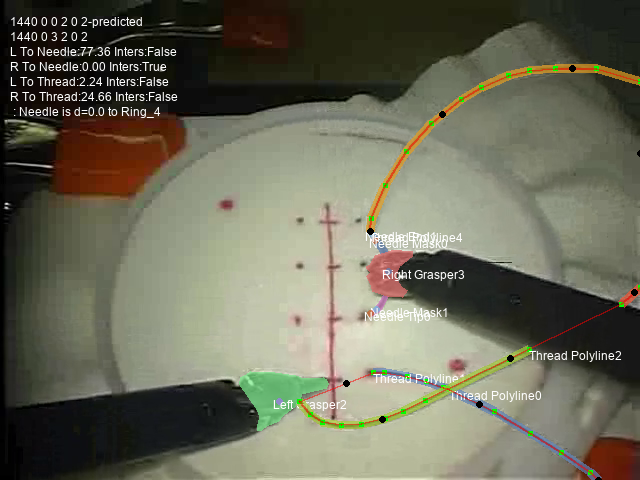 1440 0 0 2 0 2-predicted
1440 0 3 2 0 2
L To Needle:77.36 Inters:False
R To Needle:0.00 Inters:True
L To Thread:2.24 Inters:False
R To Thread:24.66 Inters:False
: Needle is d=0.0 to Ring_4
Thread Polyline4
Needle Mask0
Right Grasper3
Needle Mask1
Needle Tip0
Thread Polyline2
Thread Polyline
Thread Polyline0
Left Grasper2